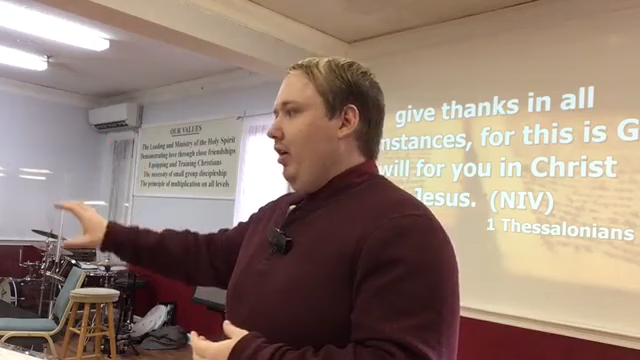 OUR VALUES
The Leading and Ministry of the Holy Spirit
Demonstrating love through close friendships
Equipping and Training Christians
The necessity of small group discipleship
The principle of multiplication on all levels
give thanks in all
mstances, for this is G
will for you in Christ
Jesus. (NIV)
1 Thessalonians